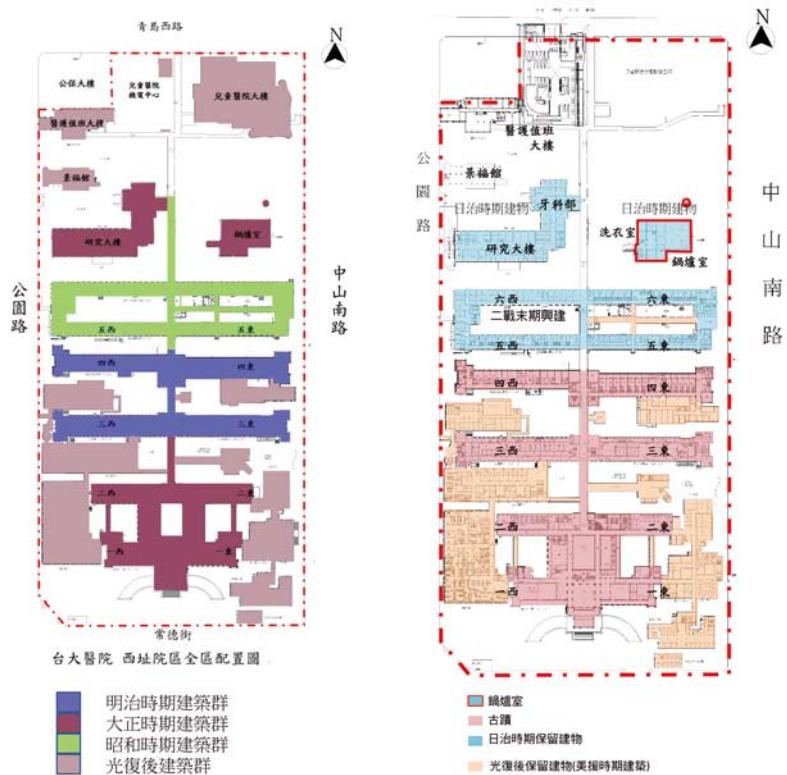 青島西路
N
公保大樓
兒童醫院
機電中心
兒童醫院大樓
醫護值班大樓
景福館
研究大樓
鍋爐室
公園路
中山南路
五西
五東
四西
四東
三西
三東
二西
二東
一西
一東
常德街
台大醫院 西址院區全區配置圖
明治時期建築群
大正時期建築群
昭和時期建築群
光復後建築群
N
醫護值班
大樓
公園路
景福館
日治時期建物
牙科部
研究大樓
日治時期建物
洗衣室
鍋爐室
中山南路
六西
六東
二戰末期興建
五西
五東
四西
四東
三西
三東
二西
二東
一西
一東
鍋爐室
古蹟
日治時期保留建物
光復後保留建物(美援時期建築)